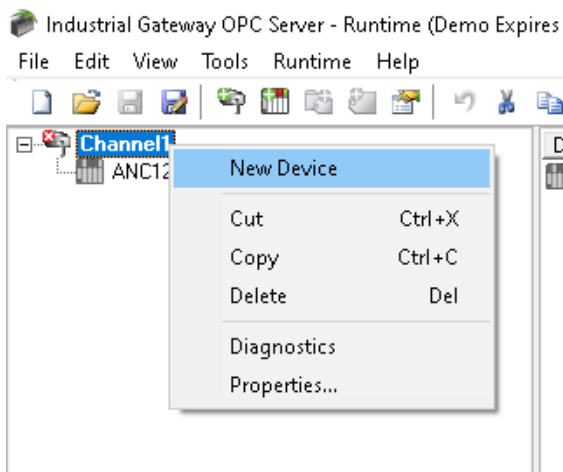 Industrial Gateway OPC Server - Runtime (Demo Expires
File Edit View Tools Runtime Help
Channel1
ANC12
New Device
Cut Ctrl+X
Copy Ctrl+C
Delete Del
Diagnostics
Properties...